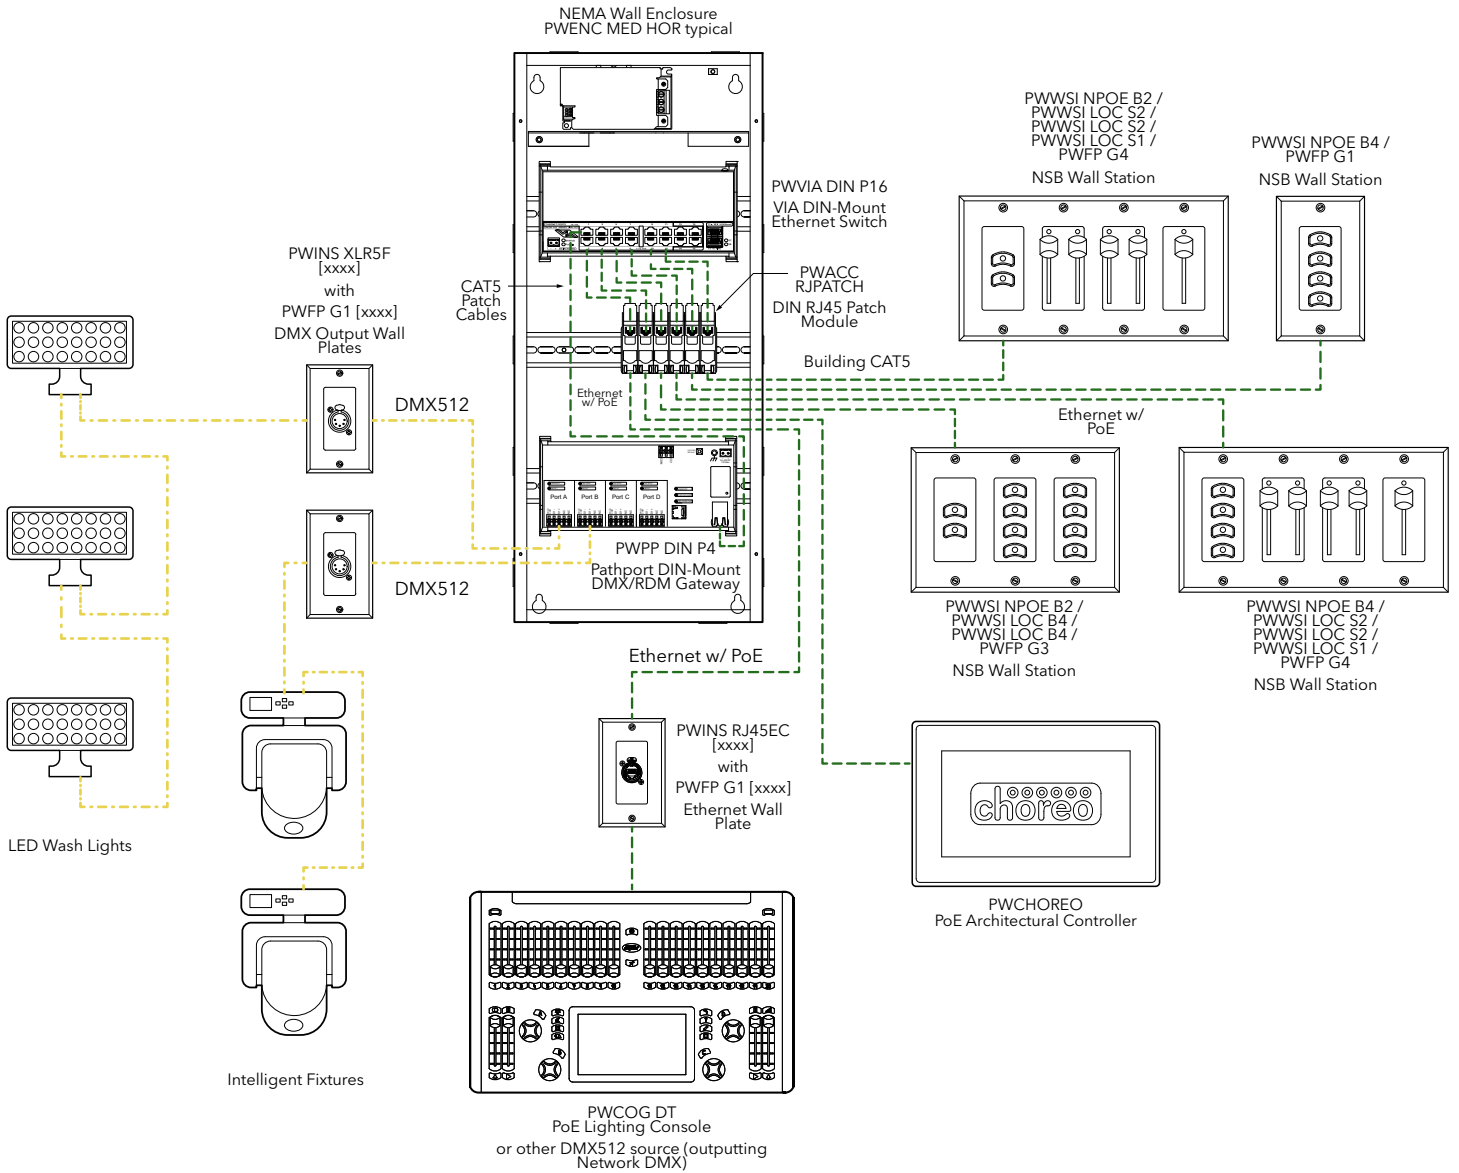 NEMA Wall Enclosure
PWENC MED HOR typical
PWWSI NPOE B2 /
PWWSI LOC S2 /
PWWSI LOC S2 /
PWWSI LOC S1 /
PWFP G4
NSB Wall Station
PWWSI NPOE B4 /
PWFP G1
NSB Wall Station
PWVIA DIN P16
VIA DIN-Mount
Ethernet Switch
PWINS XLR5F
[xxxx]
with
PWFP G1 [xxxx]
DMX Output Wall
Plates
CAT5
Patch
Cables
PWACC
RJPATCH
DIN RJ45 Patch
Module
Building CAT5
Ethernet
w/ PoE
DMX512
Ethernet w/
PoE
Port A
Port B
Port C
Port D
PWPP DIN P4
Pathport DIN-Mount
DMX/RDM Gateway
DMX512
PWWSI NPOE B2 /
PWWSI LOC B4 /
PWWSI LOC B4 /
PWFP G3
NSB Wall Station
PWWSI NPOE B4 /
PWWSI LOC S2 /
PWWSI LOC S2 /
PWWSI LOC S1 /
PWFP G4
NSB Wall Station
Ethernet w/ PoE
PWINS RJ45EC
[xxxx]
with
PWFP G1 [xxxx]
Ethernet Wall
Plate
choreo
LED Wash Lights
PWCHOREO
PoE Architectural Controller
Intelligent Fixtures
PWCOG DT
PoE Lighting Console
or other DMX512 source (outputting
Network DMX)